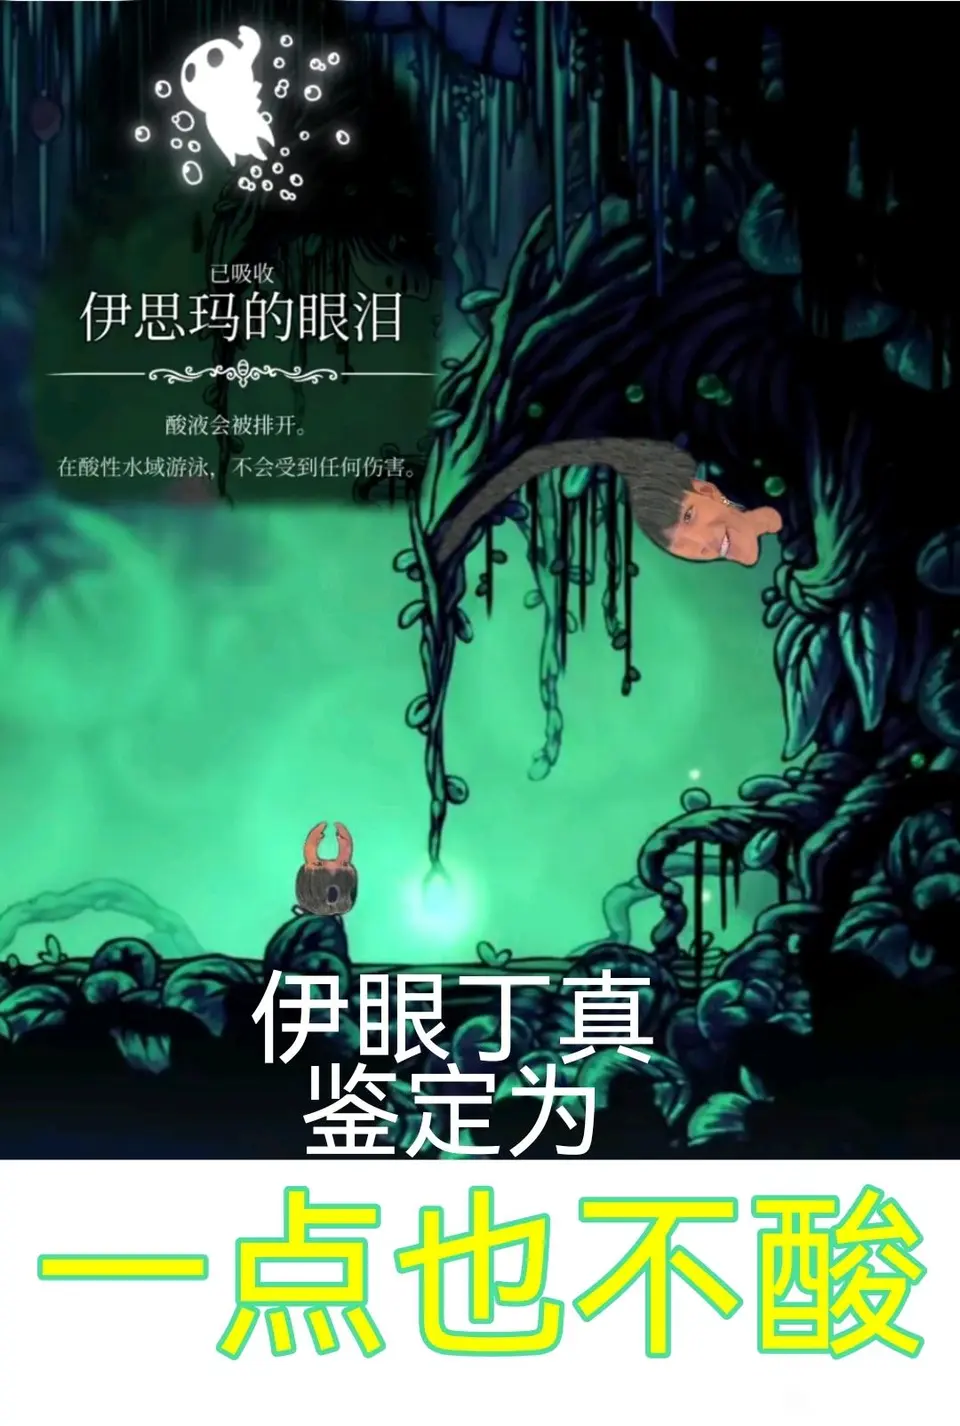 已吸收
伊思玛的眼泪
酸液会被排开。
在酸性水域游泳，不会受到任何伤害。
伊眼丁真
鉴定为
一点也不酸